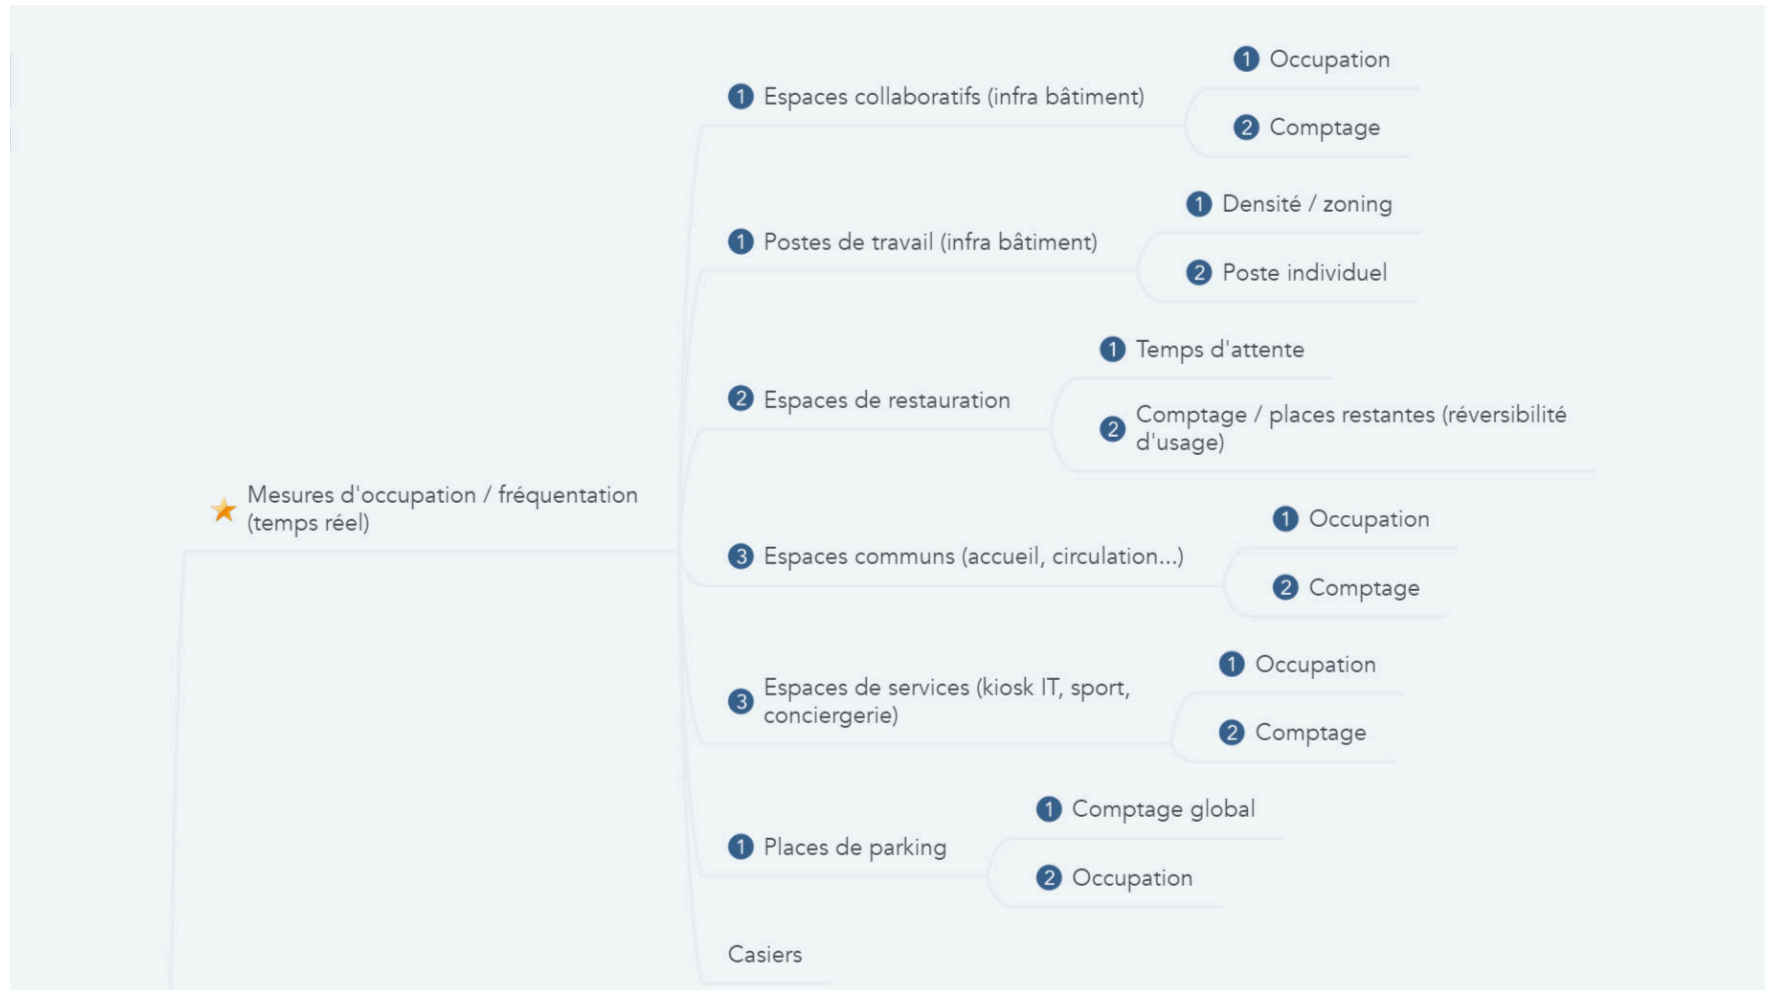 1 Occupation
1 Espaces collaboratifs (infra bâtiment)
2 Comptage
1 Densité / zoning
1 Postes de travail (infra bâtiment)
2 Poste individuel
1 Temps d'attente
2 Espaces de restauration
2 Comptage / places restantes (réversibilité
d'usage)
Mesures d'occupation / fréquentation
(temps réel)
1 Occupation
3 Espaces communs (accueil, circulation...)
2 Comptage
1 Occupation
3 Espaces de services (kiosk IT, sport,
conciergerie)
2 Comptage
1 Comptage global
1 Places de parking
2 Occupation
Casiers